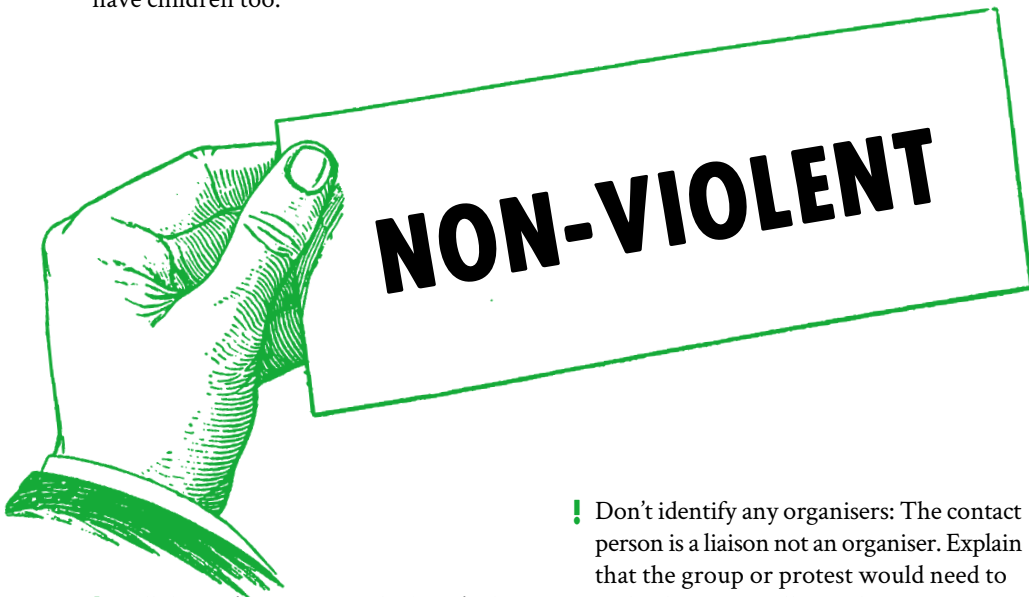 have children too.
NON-VIOLENT
! Don’t identify any organisers: The contact
person is a liaison not an organiser. Explain
that the group or protest would need to